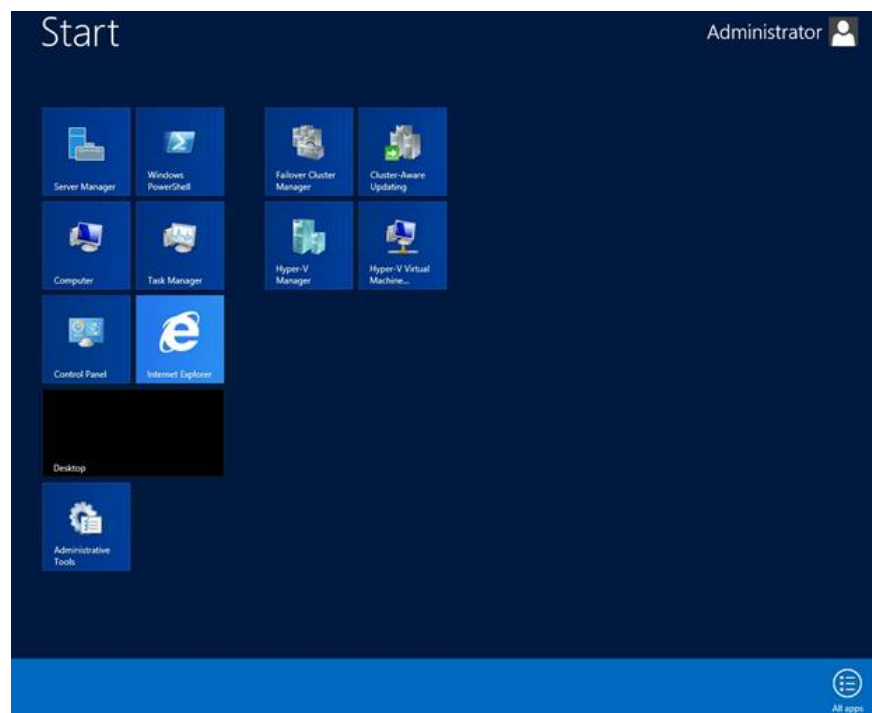 Start
Administrator
Server Manager
Windows
PowerShell
Failover Cluster
Manager
Cluster-Aware
Updating
Computer
Task Manager
Hyper-V
Manager
Hyper-V Virtual
Machine...
Control Panel
Internet Explorer
Desktop
Administrative
Tools
All apps